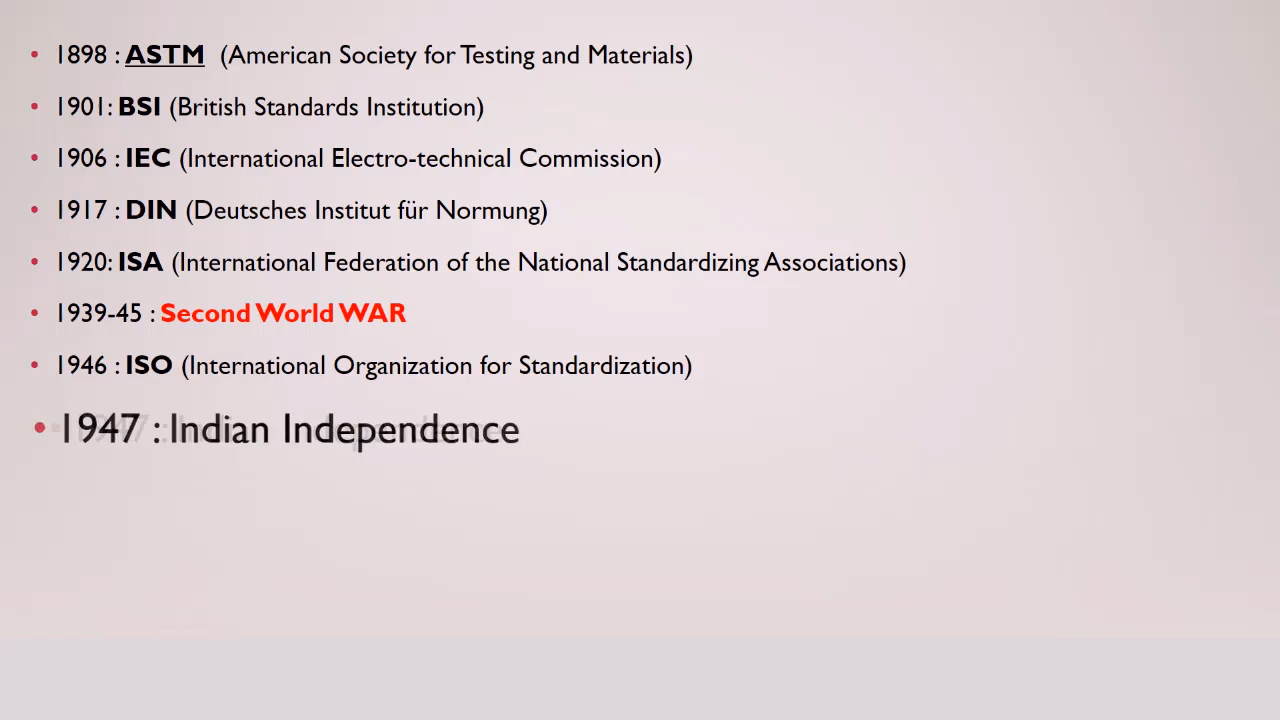 • 1898 : ASTM (American Society for Testing and Materials)
• 1901: BSI (British Standards Institution)
• 1906 : IEC (International Electro-technical Commission)
• 1917 : DIN (Deutsches Institut für Normung)
• 1920: ISA (International Federation of the National Standardizing Associations)
• 1939-45 : Second World WAR
• 1946 : ISO (International Organization for Standardization)
• 1947 : Indian Independence